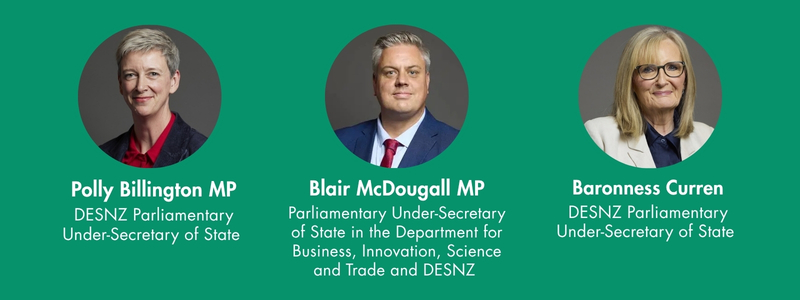 Polly Billington MP
DESNZ Parliamentary
Under-Secretary of State
Blair McDougall MP
Parliamentary Under-Secretary
of State in the Department for
Business, Innovation, Science
and Trade and DESNZ
Baronness Curren
DESNZ Parliamentary
Under-Secretary of State